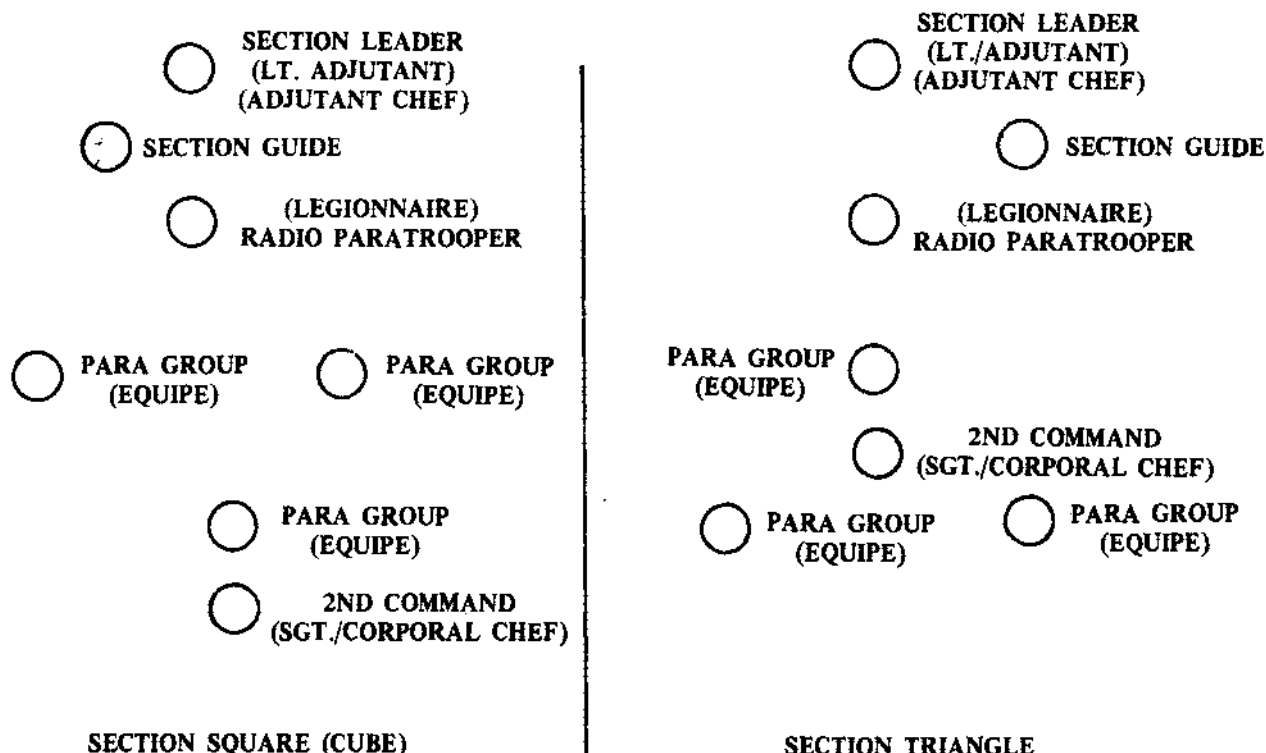 SECTION LEADER
(LT. ADJUTANT)
(ADJUTANT CHEF)
SECTION GUIDE
(LEGIONNAIRE)
RADIO PARATROOPER
PARA GROUP
(EQUIPE)
PARA GROUP
(EQUIPE)
PARA GROUP
(EQUIPE)
2ND COMMAND
(SGT./CORPORAL CHEF)
SECTION SQUARE (CUBE)
SECTION LEADER
(LT./ADJUTANT)
(ADJUTANT CHEF)
SECTION GUIDE
(LEGIONNAIRE)
RADIO PARATROOPER
PARA GROUP
(EQUIPE)
2ND COMMAND
(SGT./CORPORAL CHEF)
PARA GROUP
(EQUIPE)
PARA GROUP
(EQUIPE)
SECTION TRIANGLE